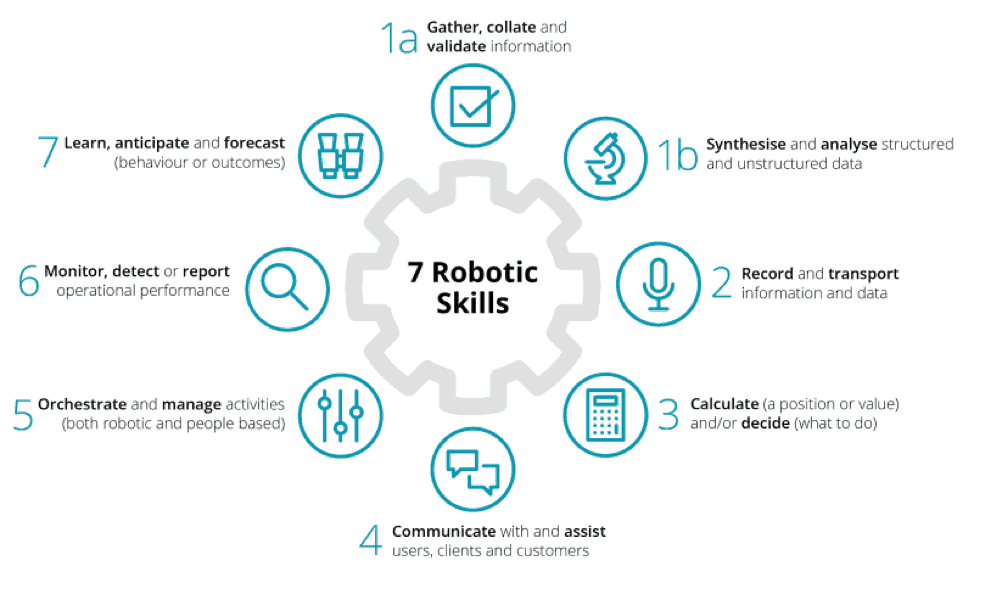 1a Gather, collate and
validate information
1b Synthesise and analyse structured
and unstructured data
2 Record and transport
information and data
3 Calculate (a position or value)
and/or decide (what to do)
4 Communicate with and assist
users, clients and customers
5 Orchestrate and manage activities
(both robotic and people based)
6 Monitor, detect or report
operational performance
7 Learn, anticipate and forecast
(behaviour or outcomes)
7 Robotic
Skills